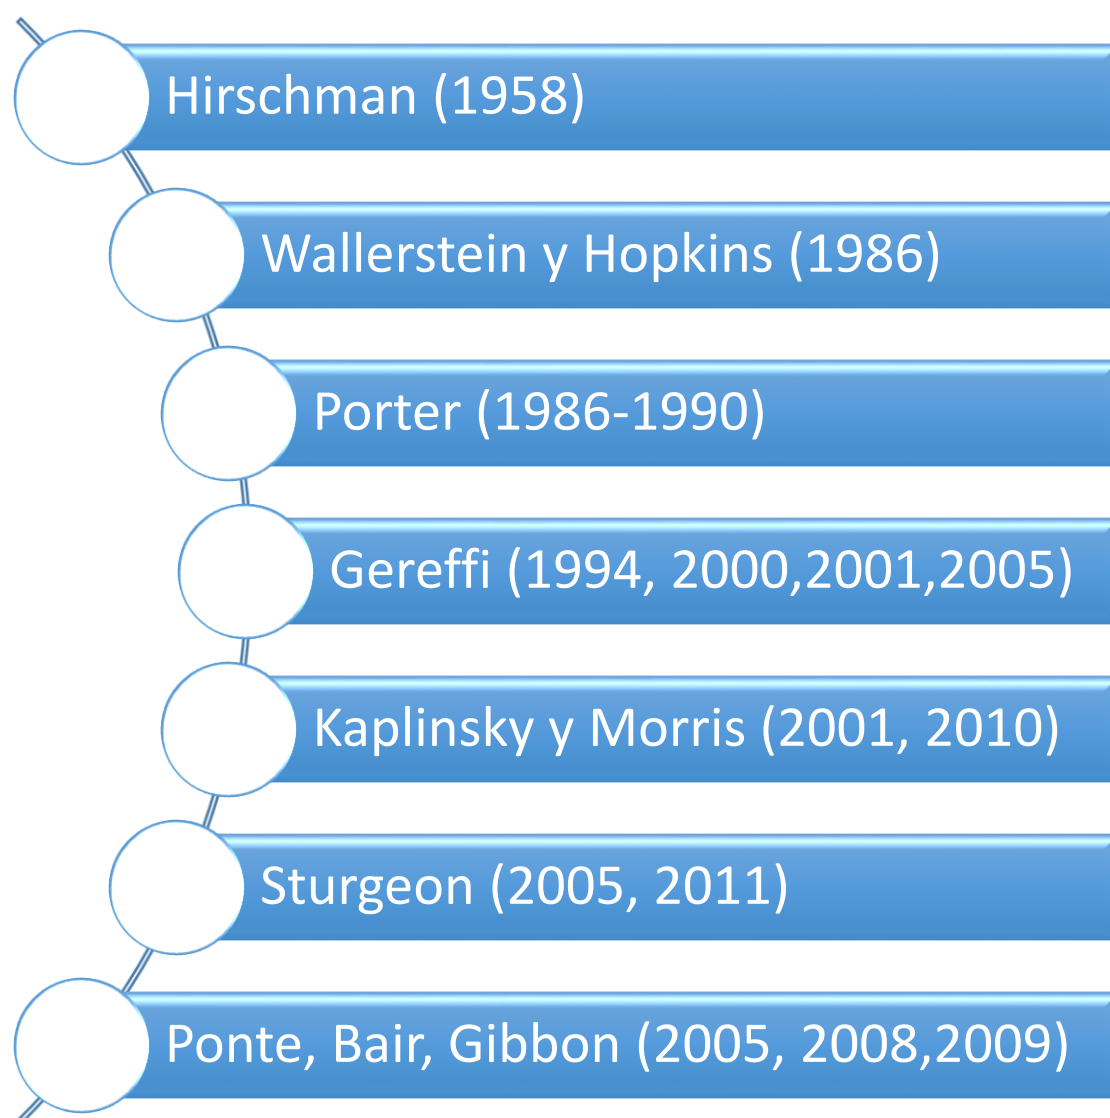 Hirschman (1958)
Wallerstein y Hopkins (1986)
Porter (1986-1990)
Gereffi (1994, 2000,2001,2005)
Kaplinsky y Morris (2001, 2010)
Sturgeon (2005, 2011)
Ponte, Bair, Gibbon (2005, 2008,2009)